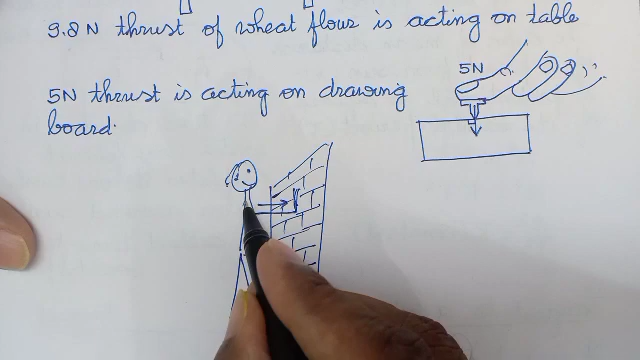 9.8 N thrust of wheat flour is acting on table
5N
5N thrust is acting on drawing
board.